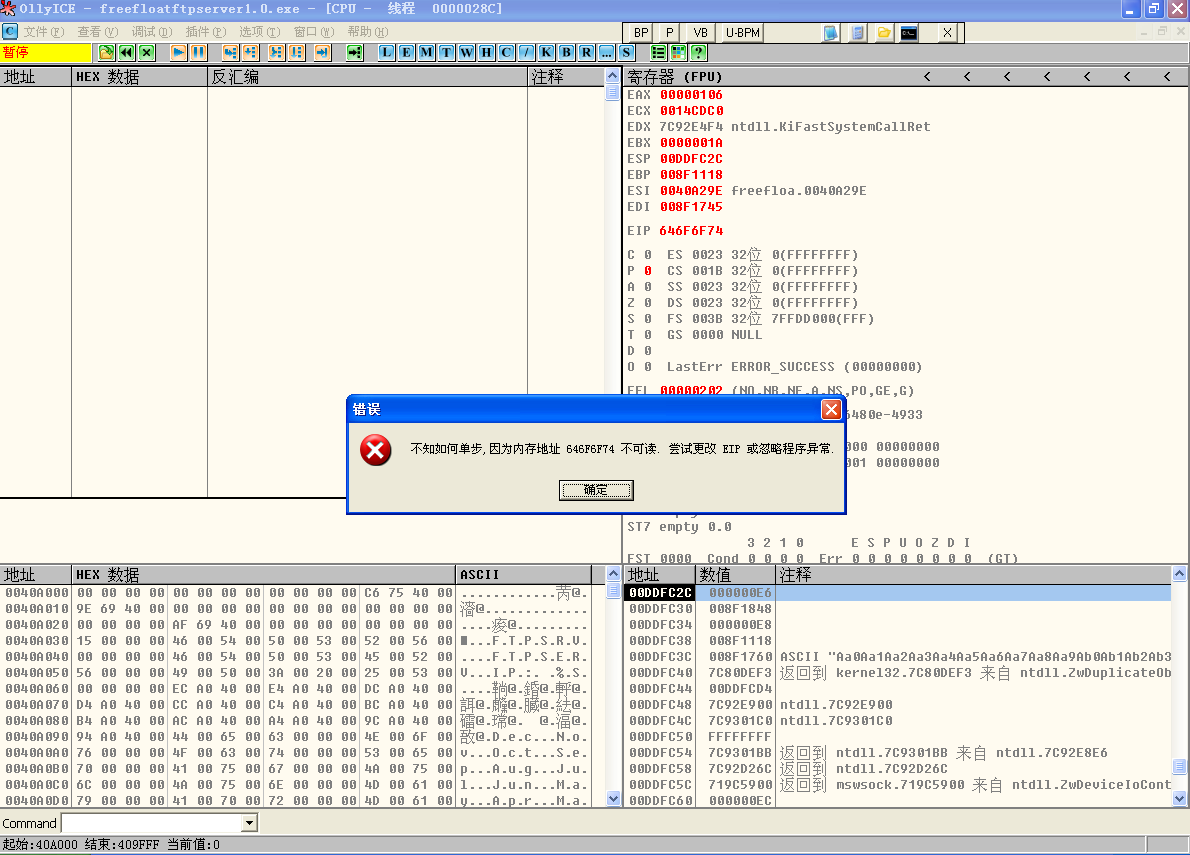 OllyICE - freefloatftpserver1.0.exe - [CPU - 线程 0000028C]
文件(F) 查看(V) 调试(D) 插件(P) 选项(T) 窗口(W) 帮助(H) BP P VB U-BPM X
暂停 L E M T W H C / K B R ... S ?
地址 HEX 数据 反汇编 注释
寄存器 (FPU) < < < < < < <
EAX 00000106
ECX 0014CDC0
EDX 7C92E4F4 ntdll.KiFastSystemCallRet
EBX 0000001A
ESP 00DDFC2C
EBP 008F1118
ESI 0040A29E freefloa.0040A29E
EDI 008F1745
EIP 646F6F74
C 0 ES 0023 32位 0(FFFFFFFF)
P 0 CS 001B 32位 0(FFFFFFFF)
A 0 SS 0023 32位 0(FFFFFFFF)
Z 0 DS 0023 32位 0(FFFFFFFF)
S 0 FS 003B 32位 7FFDD000(FFF)
T 0 GS 0000 NULL
D 0
O 0 LastErr ERROR_SUCCESS (00000000)
EFL 00000202 (NO,NB,NE,A,NS,PO,GE,G)
6480e-4933
000 00000000
001 00000000
ST7 empty 0.0
3 2 1 0 E S P U O Z D I
FST 0000 Cond 0 0 0 0 Err 0 0 0 0 0 0 0 0 (GT)
错误
不知如何单步,因为内存地址 646F6F74 不可读. 尝试更改 EIP 或忽略程序异常.
确定
地址 HEX 数据 ASCII
0040A000 00 00 00 00 00 00 00 00 00 00 00 00 C6 75 40 00 ............芮@.
0040A010 9E 69 40 00 00 00 00 00 00 00 00 00 00 00 00 00
0040A020 00 00 00 00 AF 69 40 00 00 00 00 00 00 00 00 00
0040A030 15 00 00 00 46 00 54 00 50 00 53 00 52 00 56 00 ■...F.T.P.S.R.V.
0040A040 00 00 00 00 46 00 54 00 50 00 53 00 45 00 52 00 ....F.T.P.S.E.R.
0040A050 56 00 00 00 49 00 50 00 3A 00 20 00 25 00 53 00 V...I.P.:. .%.S.
0040A060 00 00 00 00 EC A0 40 00 E4 A0 40 00 DC A0 40 00
0040A070 D4 A0 40 00 CC A0 40 00 C4 A0 40 00 BC A0 40 00
0040A080 B4 A0 40 00 AC A0 40 00 A4 A0 40 00 9C A0 40 00
0040A090 94 A0 40 00 44 00 65 00 63 00 00 00 4E 00 6F 00 @.D.e.c...N.o.
0040A0A0 76 00 00 00 4F 00 63 00 74 00 00 00 53 00 65 00 v...O.c.t...S.e.
0040A0B0 70 00 00 00 41 00 75 00 67 00 00 00 4A 00 75 00 p...A.u.g...J.u.
0040A0C0 6C 00 00 00 4A 00 75 00 6E 00 00 00 4D 00 61 00 l...J.u.n...M.a.
0040A0D0 79 00 00 00 41 00 70 00 72 00 00 00 4D 00 61 00 y...A.p.r...M.a.
地址 数值 注释
00DDFC2C 000000E6
00DDFC30 008F1848
00DDFC34 000000E8
00DDFC38 008F1118
00DDFC3C 008F1760 ASCII "Aa0Aa1Aa2Aa3Aa4Aa5Aa6Aa7Aa8Aa9Ab0Ab1Ab2Ab3
00DDFC40 7C80DEF3 返回到 kernel32.7C80DEF3 来自 ntdll.ZwDuplicateOb
00DDFC44 00DDFCD4
00DDFC48 7C92E900 ntdll.7C92E900
00DDFC4C 7C9301C0 ntdll.7C9301C0
00DDFC50 FFFFFFFF
00DDFC54 7C9301BB 返回到 ntdll.7C9301BB 来自 ntdll.7C92E8E6
00DDFC58 7C92D26C 返回到 ntdll.7C92D26C
00DDFC5C 719C5900 返回到 mswsock.719C5900 来自 ntdll.ZwDeviceIoCont
00DDFC60 000000EC
Command
起始:40A000 结束:409FFF 当前值:0